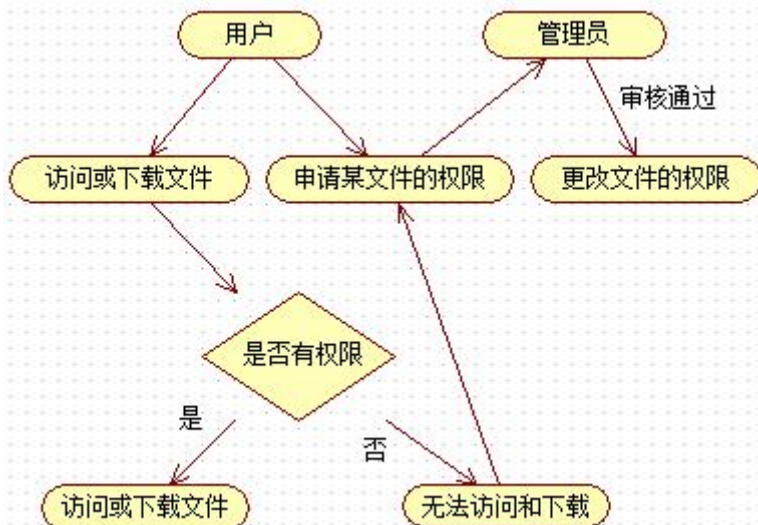 用户
管理员
审核通过
访问或下载文件
申请某文件的权限
更改文件的权限
是否有权限
是
否
访问或下载文件
无法访问和下载